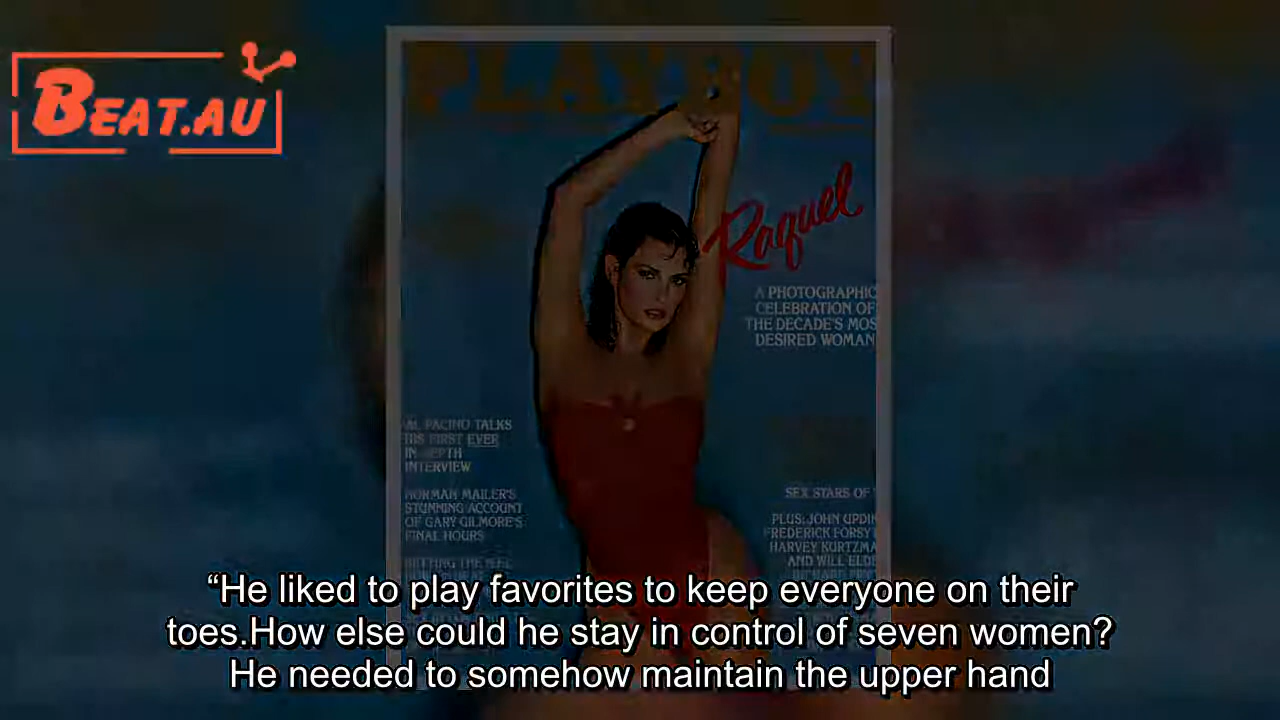 BEAT.AU
PLAYBOY
Raquel
A PHOTOGRAPHIC
CELEBRATION OF
THE DECADE'S MOS
DESIRED WOMAN
AL PACINO TALKS
HIS FIRST EVER
IN DEPTH
INTERVIEW
NORMAN MAILER'S
STUNNING ACCOUNT
OF GARY GILMORE'S
FINAL HOURS
SEX STARS OF
PLUS: JOHN UPDI
FREDERICK FORSY
HARVEY KURTZMA
AND WILL ELD
“He liked to play favorites to keep everyone on their
toes.How else could he stay in control of seven women?
He needed to somehow maintain the upper hand